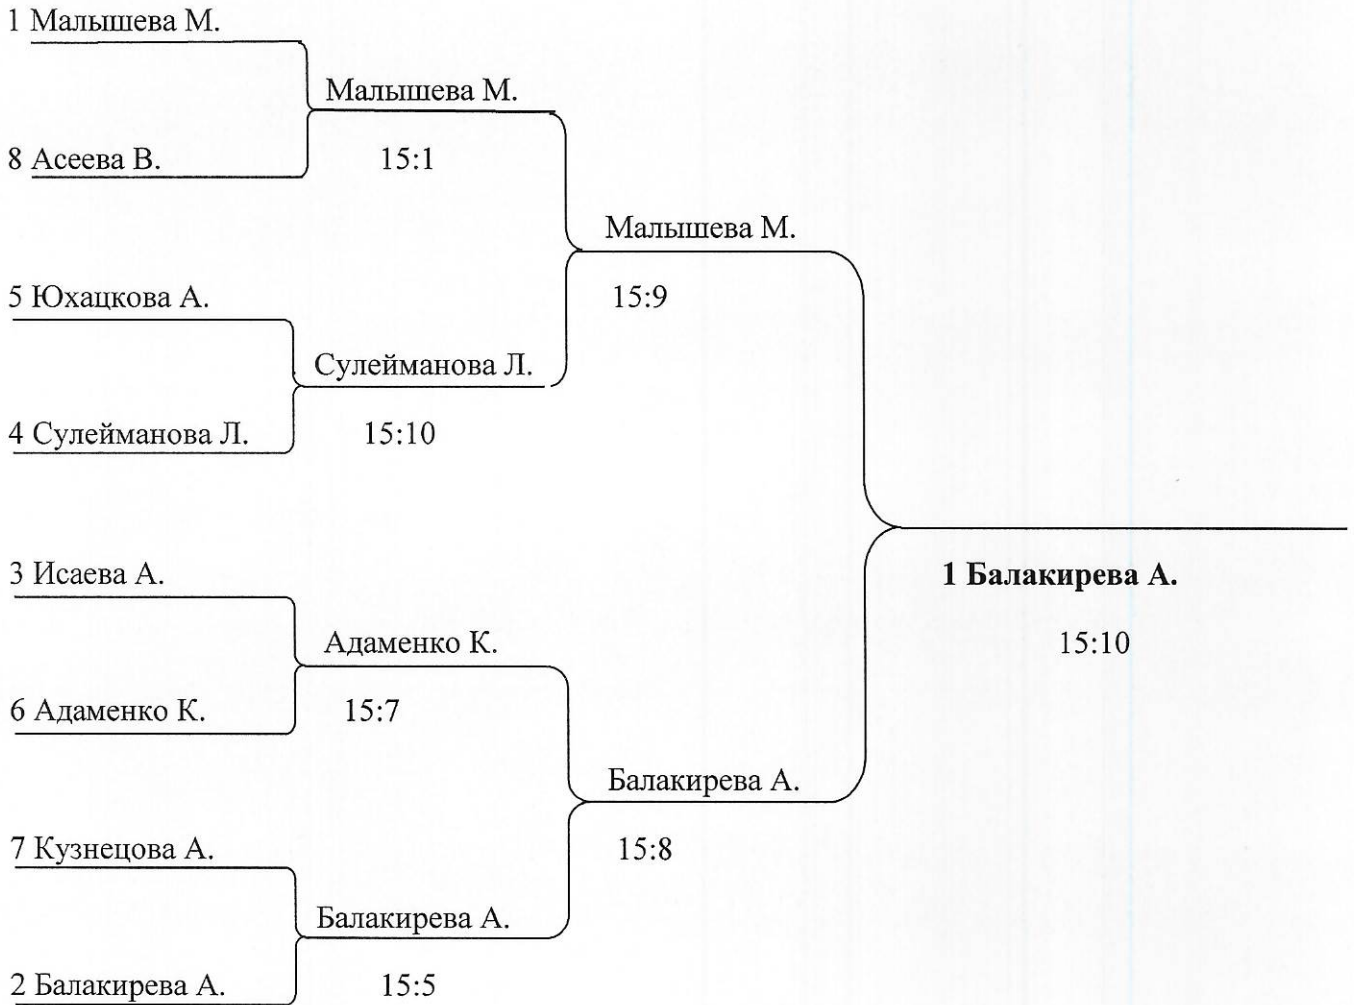 1 Малышева М.
Малышева М.
8 Асеева В.
15:1
Малышева М.
5 Юхацкова А.
15:9
Сулейманова Л.
4 Сулейманова Л.
15:10
3 Исаева А.
1 Балакирева А.
Адаменко К.
15:10
6 Адаменко К.
15:7
Балакирева А.
7 Кузнецова А.
15:8
Балакирева А.
2 Балакирева А.
15:5